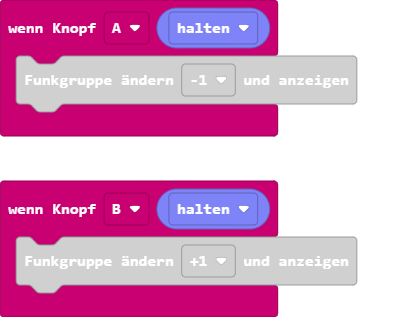 wenn Knopf A halten
Funkgruppe ändern -1 und anzeigen
wenn Knopf B halten
Funkgruppe ändern +1 und anzeigen